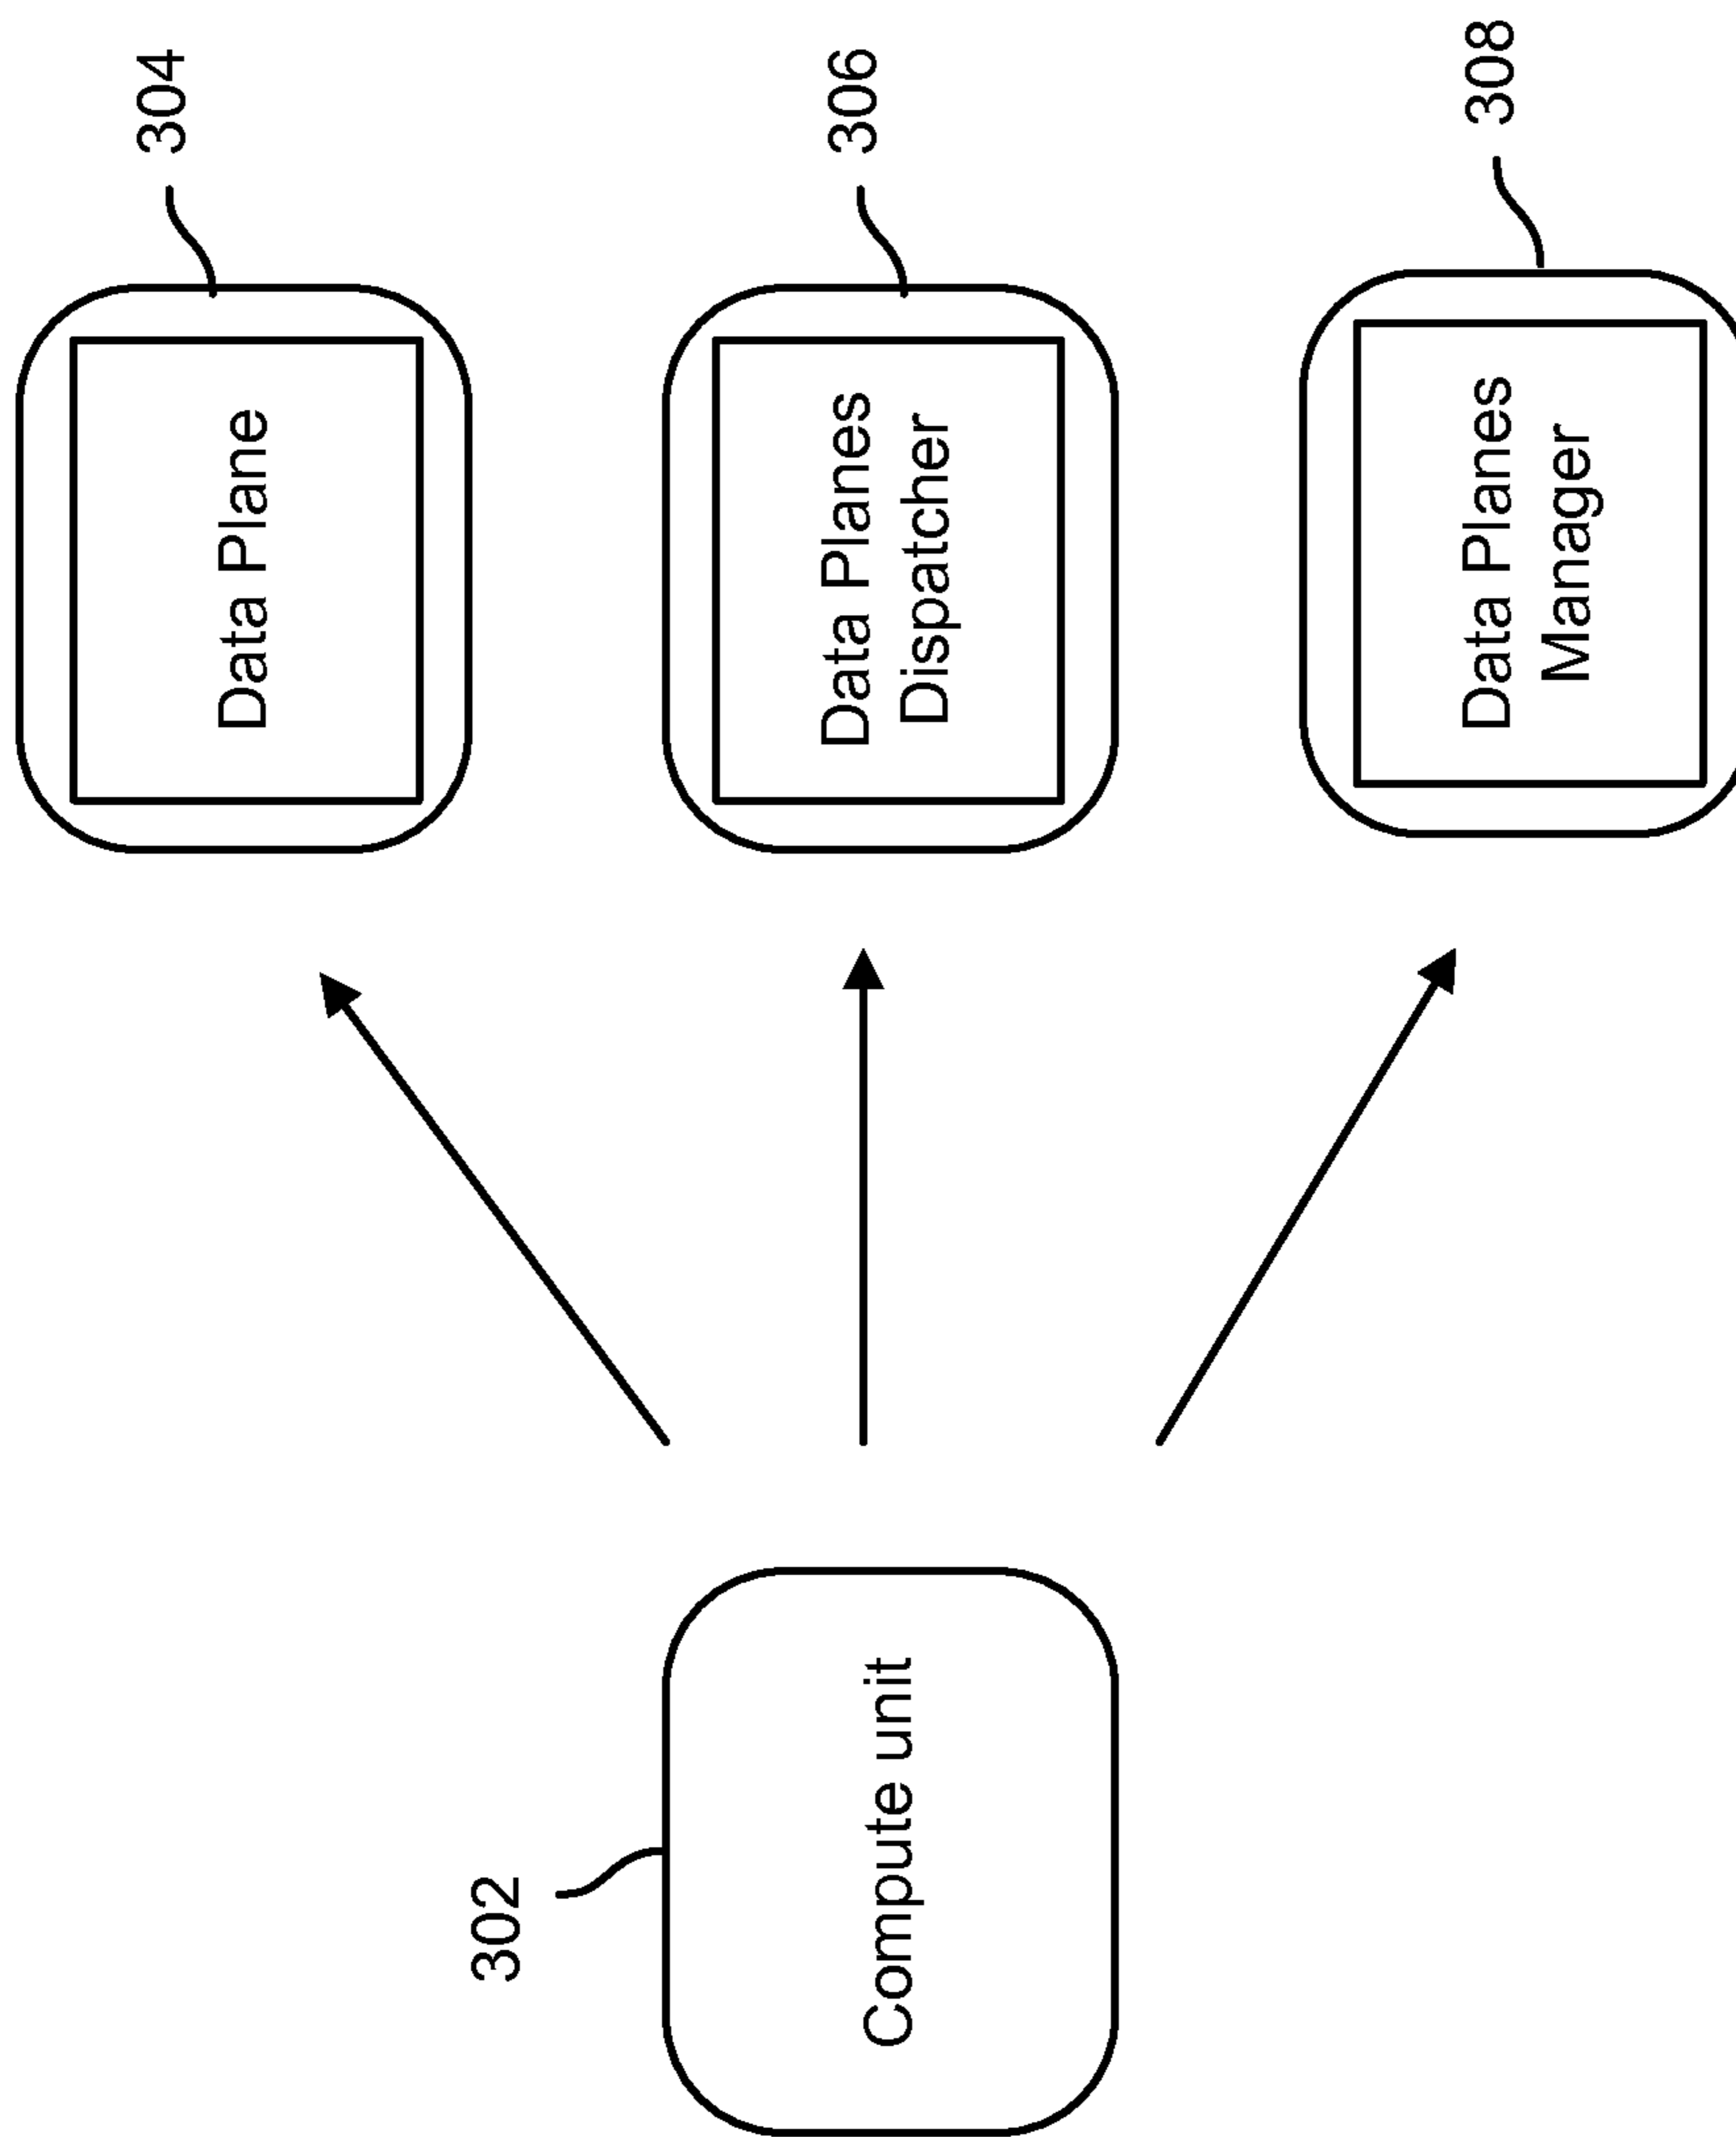 302
Compute unit
304
Data Plane
306
Data Planes
Dispatcher
308
Data Planes
Manager